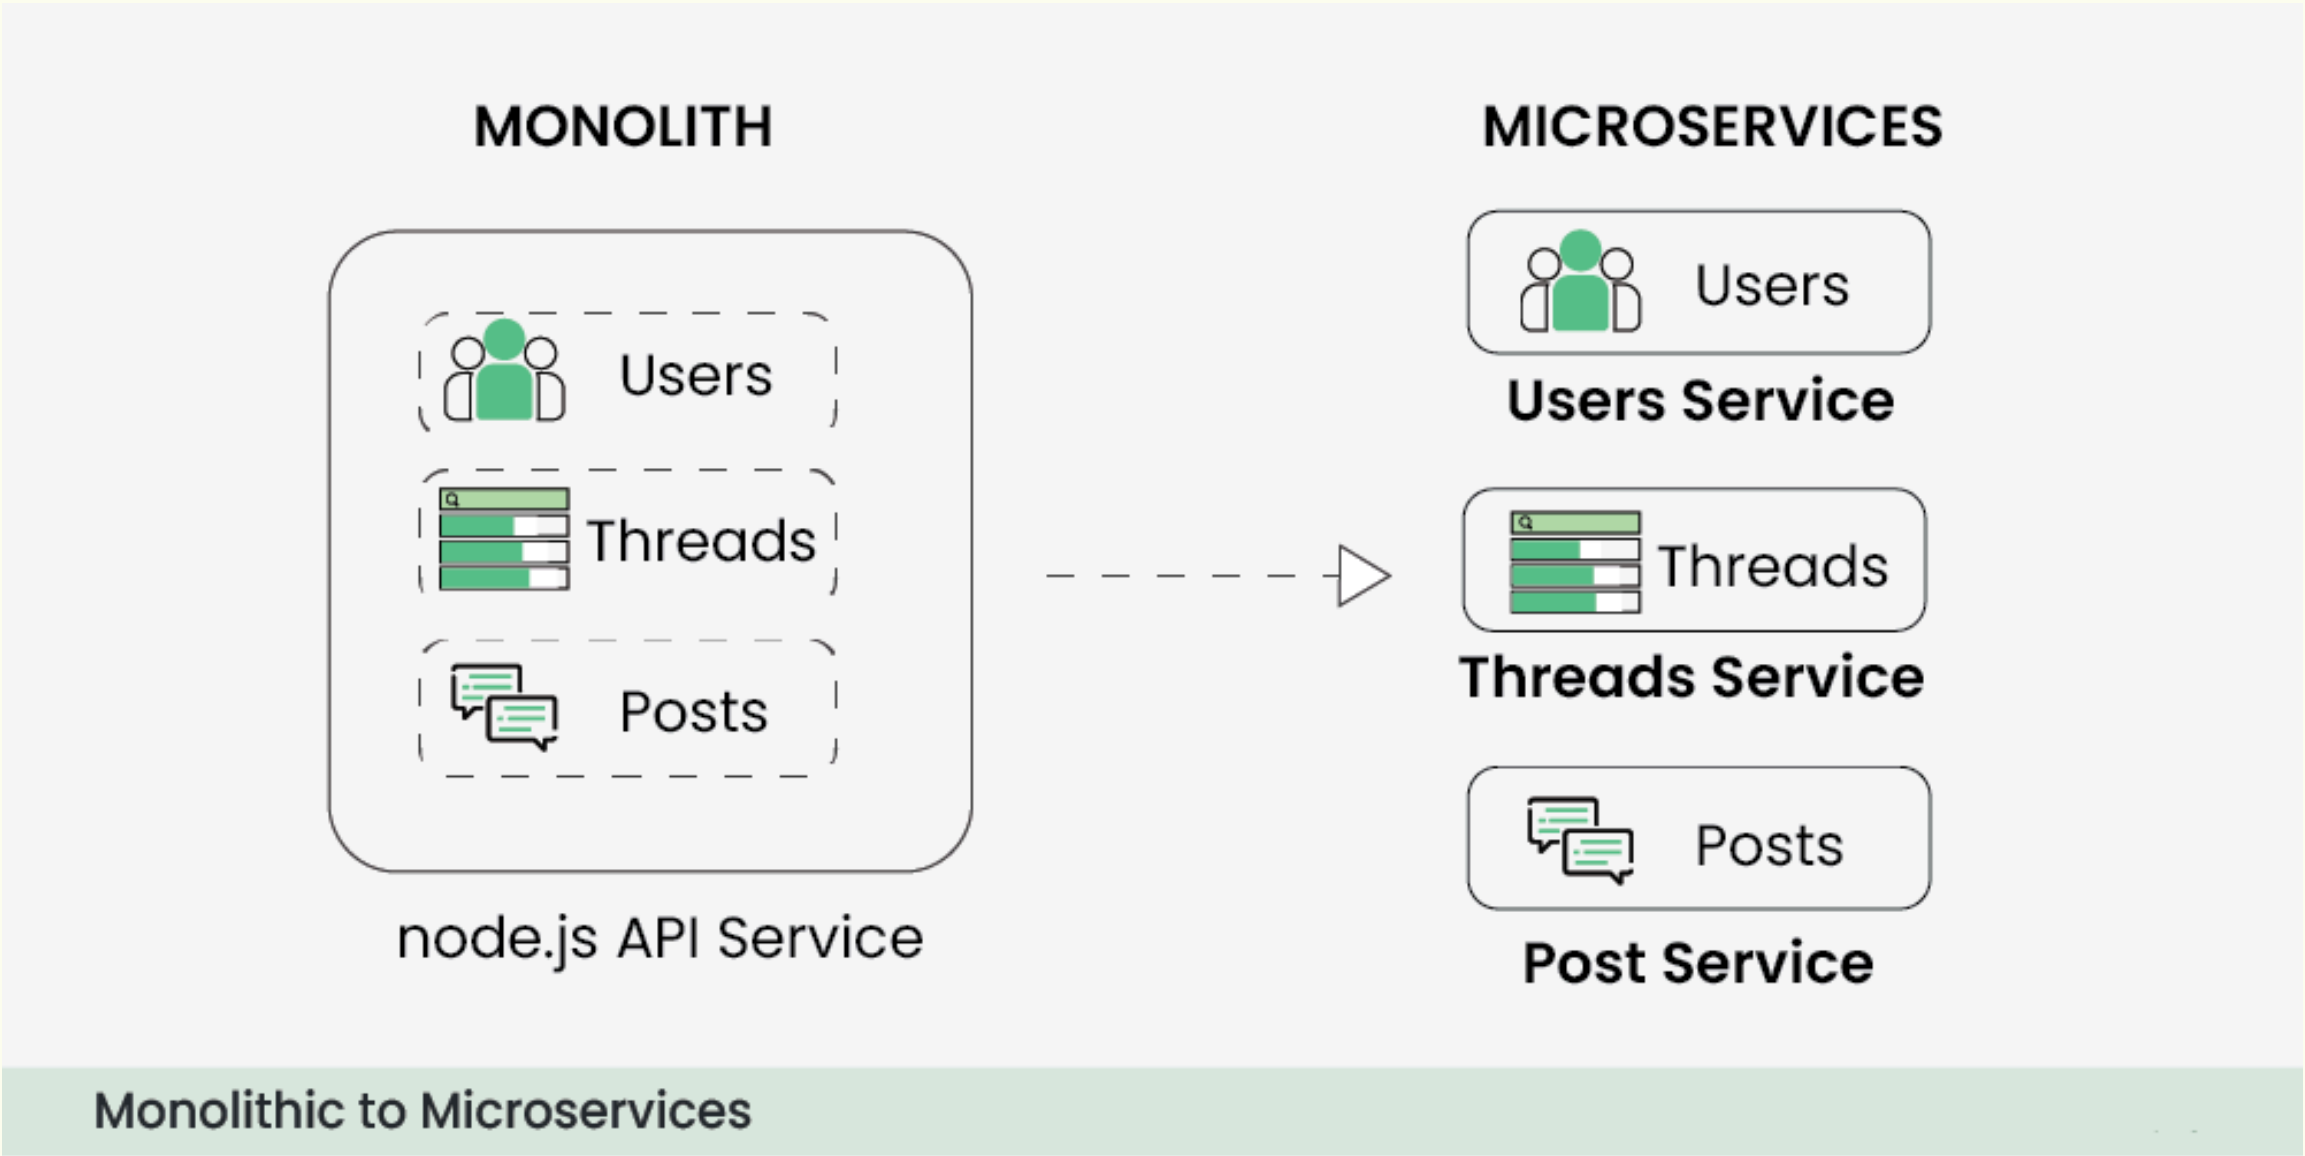 MONOLITH
Users
Threads
Posts
node.js API Service
MICROSERVICES
Users
Users Service
Threads
Threads Service
Posts
Post Service
Monolithic to Microservices